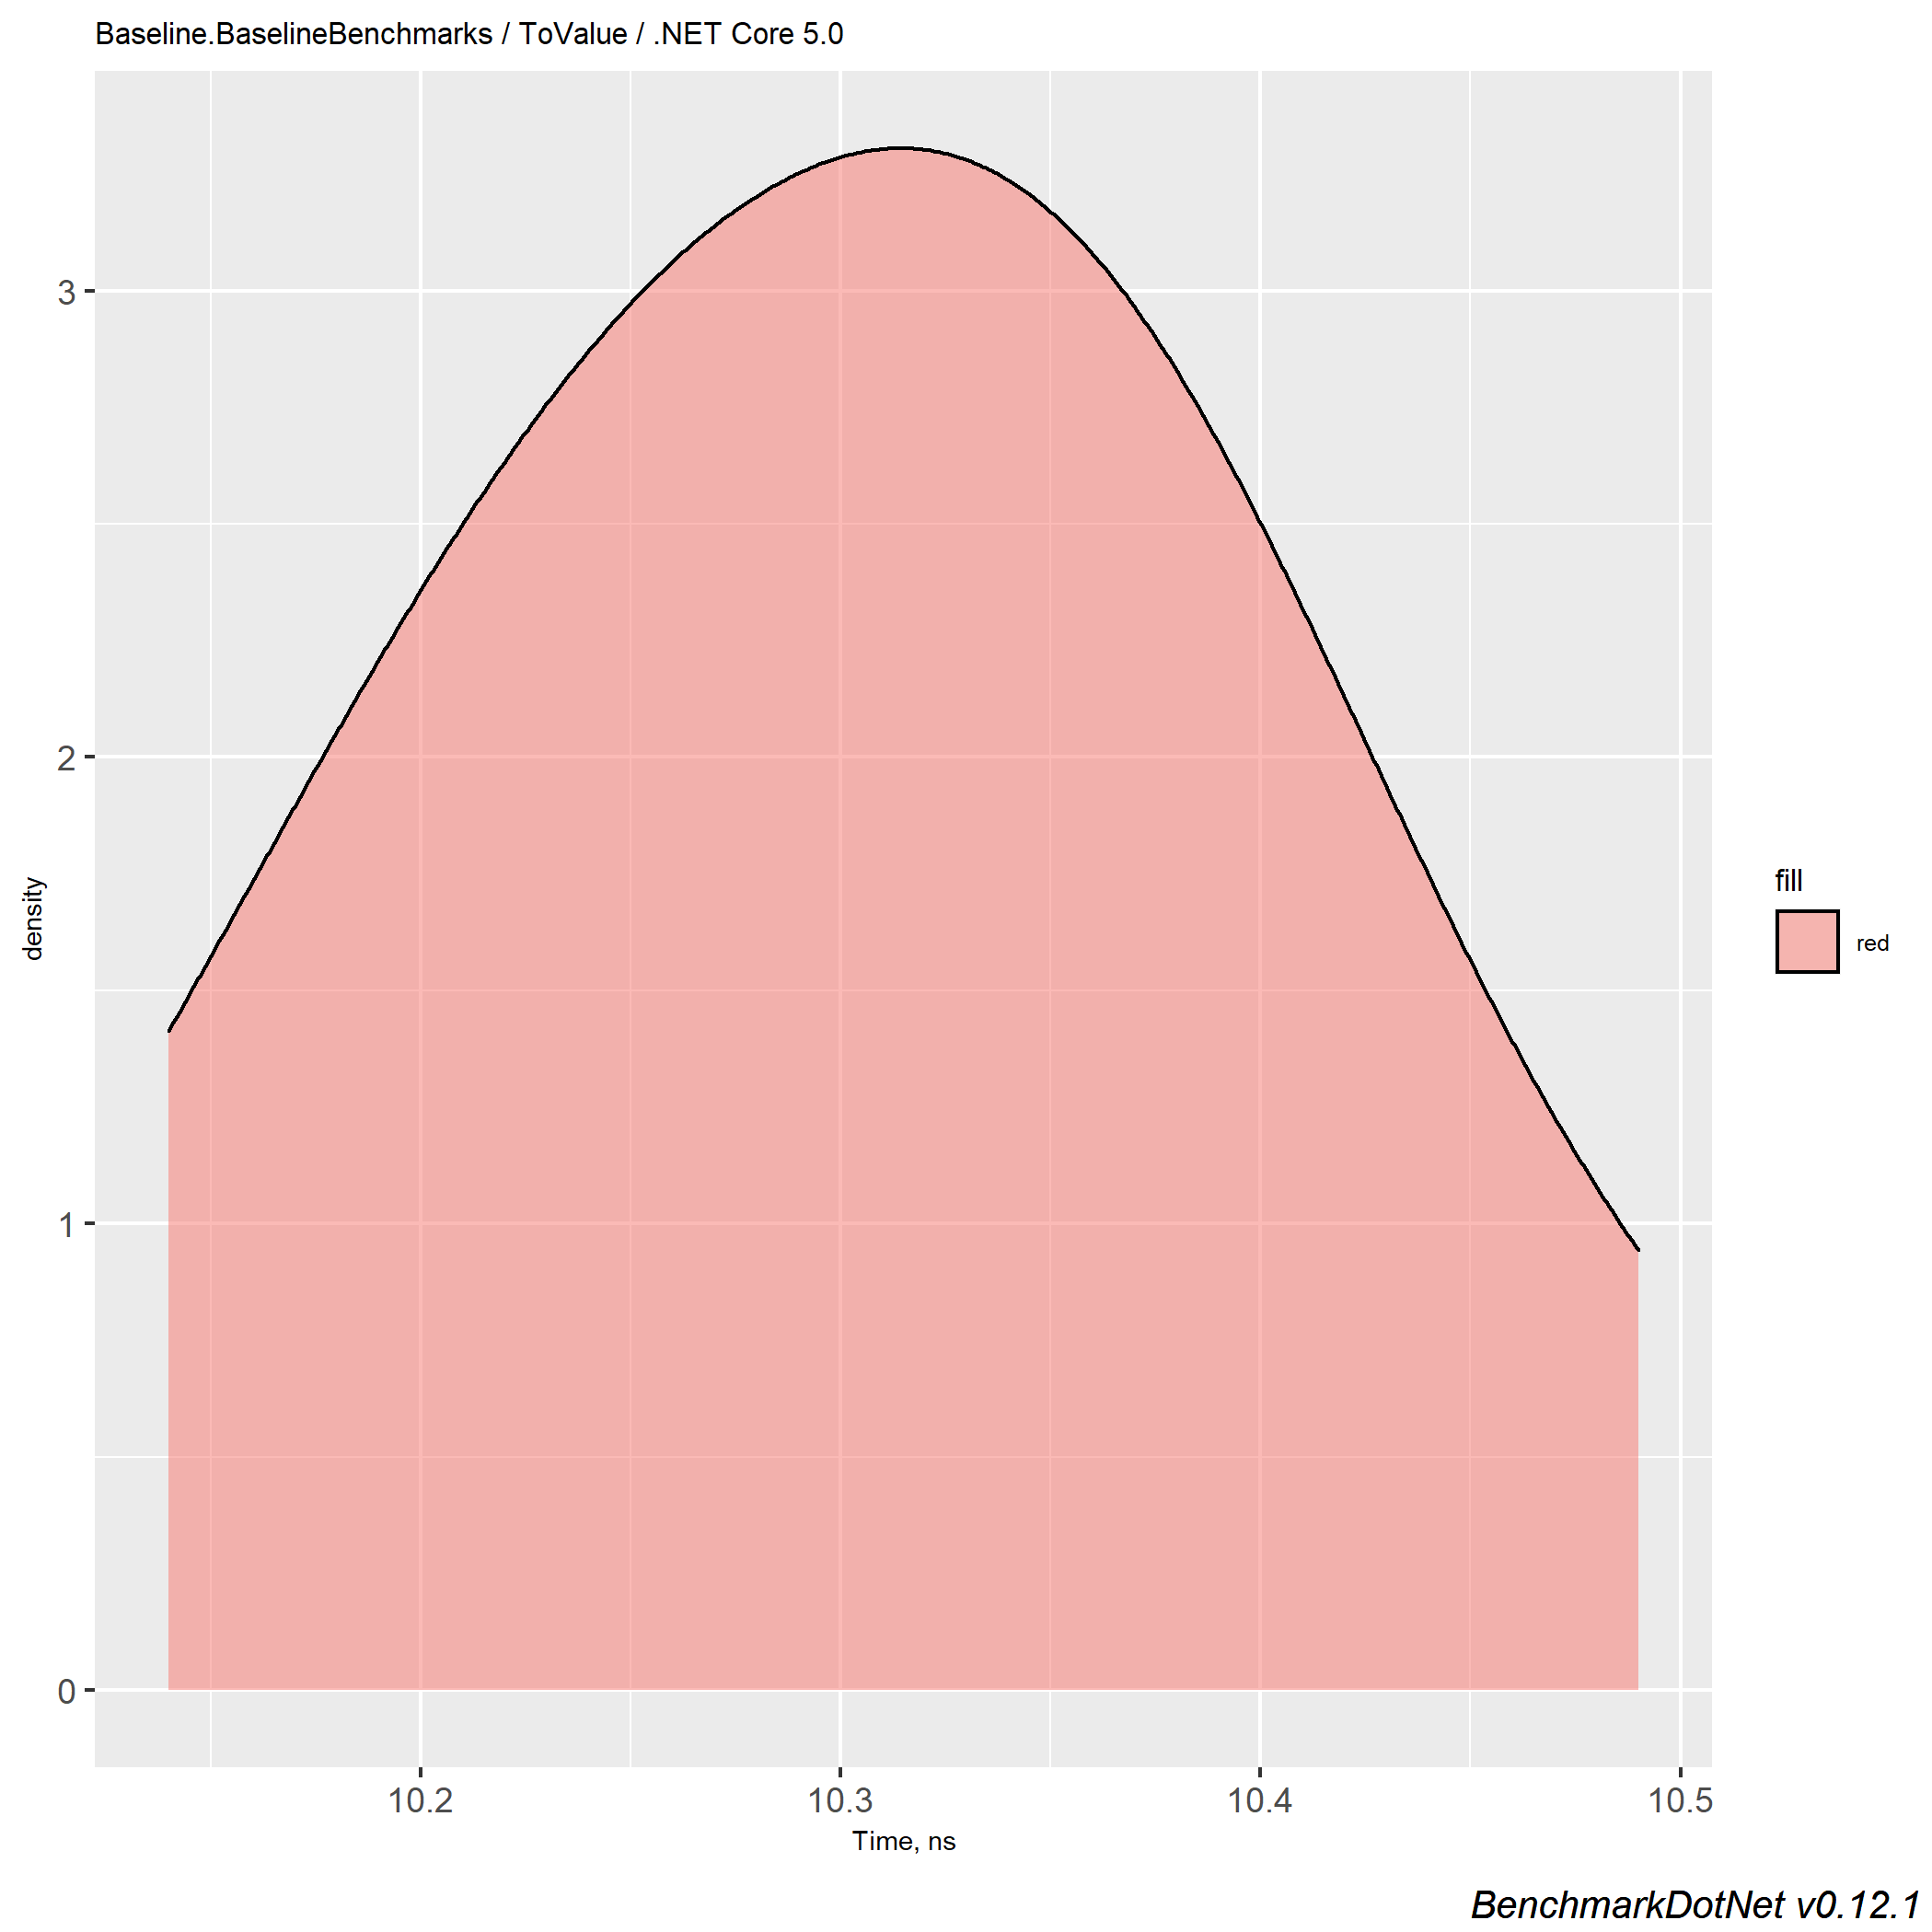 Baseline.BaselineBenchmarks / ToValue / .NET Core 5.0
3
2
1
0
density
10.2 10.3 10.4 10.5
Time, ns
fill
red
BenchmarkDotNet v0.12.1